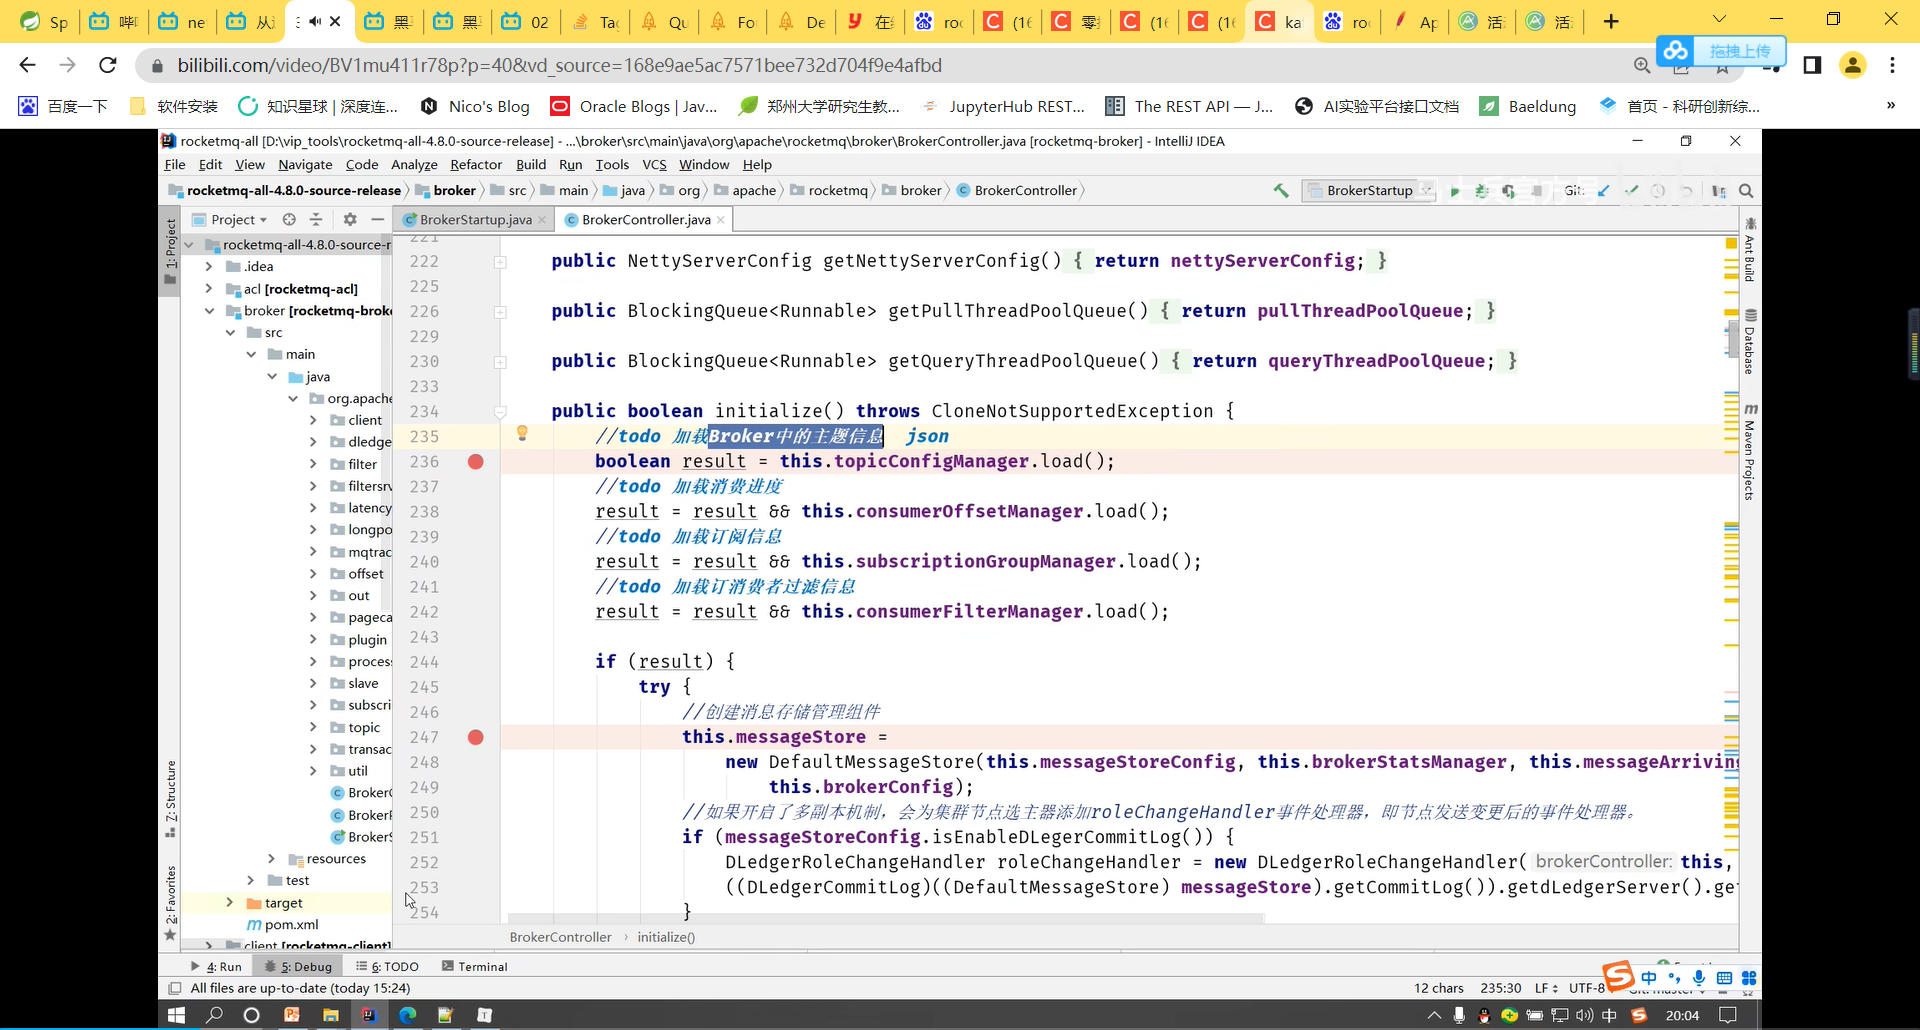 Sp
哔
ne
从
黑
黑
02
Ta
Qu
Fo
De
在
ro
(16
零
(16
(16
ka
ro
Ap
活
活
bilibili.com/video/BV1mu411r78p?p=40&vd_source=168e9ae5ac7571bee732d704f9e4afbd
拖拽上传
百度一下
软件安装
知识星球 | 深度连...
Nico's Blog
Oracle Blogs | Jav...
郑州大学研究生教...
JupyterHub REST...
The REST API — J...
AI实验平台接口文档
Baeldung
首页 - 科研创新综...
»
rocketmq-all [D:\vip_tools\rocketmq-all-4.8.0-source-release] - ...\broker\src\main\java\org\apache\rocketmq\broker\BrokerController.java [rocketmq-broker] - IntelliJ IDEA
File Edit View Navigate Code Analyze Refactor Build Run Tools VCS Window Help
rocketmq-all-4.8.0-source-release broker src main java org apache rocketmq broker BrokerController
BrokerStartup
Git:
Project
BrokerStartup.java
BrokerController.java
1: Project
Z: Structure
2: Favorites
Ant Build
Database
Maven Projects
rocketmq-all-4.8.0-source-r
.idea
acl [rocketmq-acl]
broker [rocketmq-broke
src
main
java
org.apache
client
dledge
filter
filtersrv
latency
longpo
mqtrac
offset
out
pageca
plugin
process
slave
subscri
topic
transac
util
BrokerC
BrokerP
BrokerS
resources
test
target
pom.xml
client [rocketmq-client]
221
222 public NettyServerConfig getNettyServerConfig() { return nettyServerConfig; }
225
226 public BlockingQueue<Runnable> getPullThreadPoolQueue() { return pullThreadPoolQueue; }
229
230 public BlockingQueue<Runnable> getQueryThreadPoolQueue() { return queryThreadPoolQueue; }
233
234 public boolean initialize() throws CloneNotSupportedException {
235 //todo 加载Broker中的主题信息 json
236 boolean result = this.topicConfigManager.load();
237 //todo 加载消费进度
238 result = result && this.consumerOffsetManager.load();
239 //todo 加载订阅信息
240 result = result && this.subscriptionGroupManager.load();
241 //todo 加载订消费者过滤信息
242 result = result && this.consumerFilterManager.load();
243
244 if (result) {
245 try {
246 //创建消息存储管理组件
247 this.messageStore =
248 new DefaultMessageStore(this.messageStoreConfig, this.brokerStatsManager, this.messageArriving
249 this.brokerConfig);
250 //如果开启了多副本机制，会为集群节点选主器添加roleChangeHandler事件处理器，即节点发送变更后的事件处理器。
251 if (messageStoreConfig.isEnableDLegerCommitLog()) {
252 DLedgerRoleChangeHandler roleChangeHandler = new DLedgerRoleChangeHandler( brokerController: this,
253 ((DLedgerCommitLog)((DefaultMessageStore) messageStore).getCommitLog()).getdLedgerServer().ge
254 }
BrokerController › initialize()
4: Run
5: Debug
6: TODO
Terminal
All files are up-to-date (today 15:24)
12 chars 235:30 LF UTF-8 Git: master
中
中
20:04